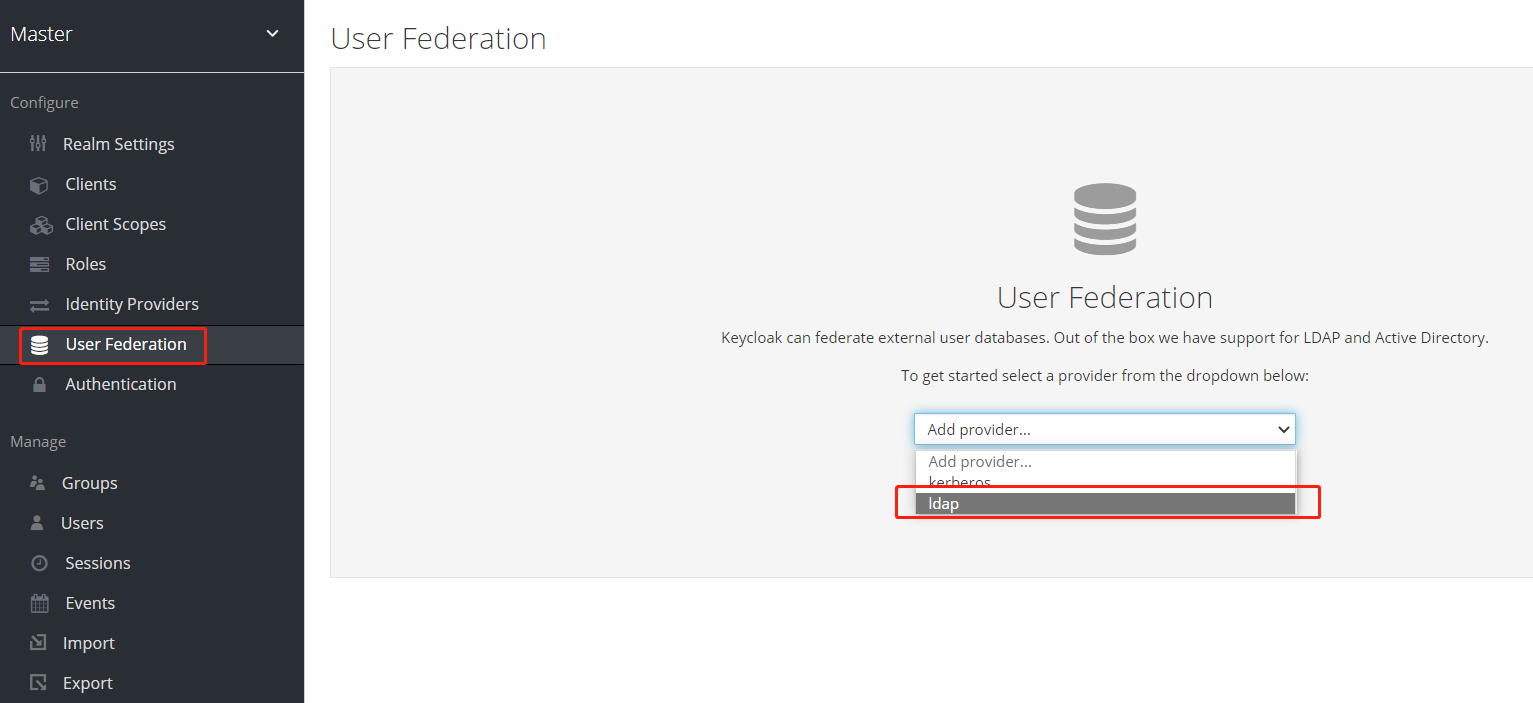 Master
Configure
Realm Settings
Clients
Client Scopes
Roles
Identity Providers
User Federation
Authentication
Manage
Groups
Users
Sessions
Events
Import
Export
User Federation
User Federation
Keycloak can federate external user databases. Out of the box we have support for LDAP and Active Directory.
To get started select a provider from the dropdown below:
Add provider...
Add provider...
kerberos
ldap